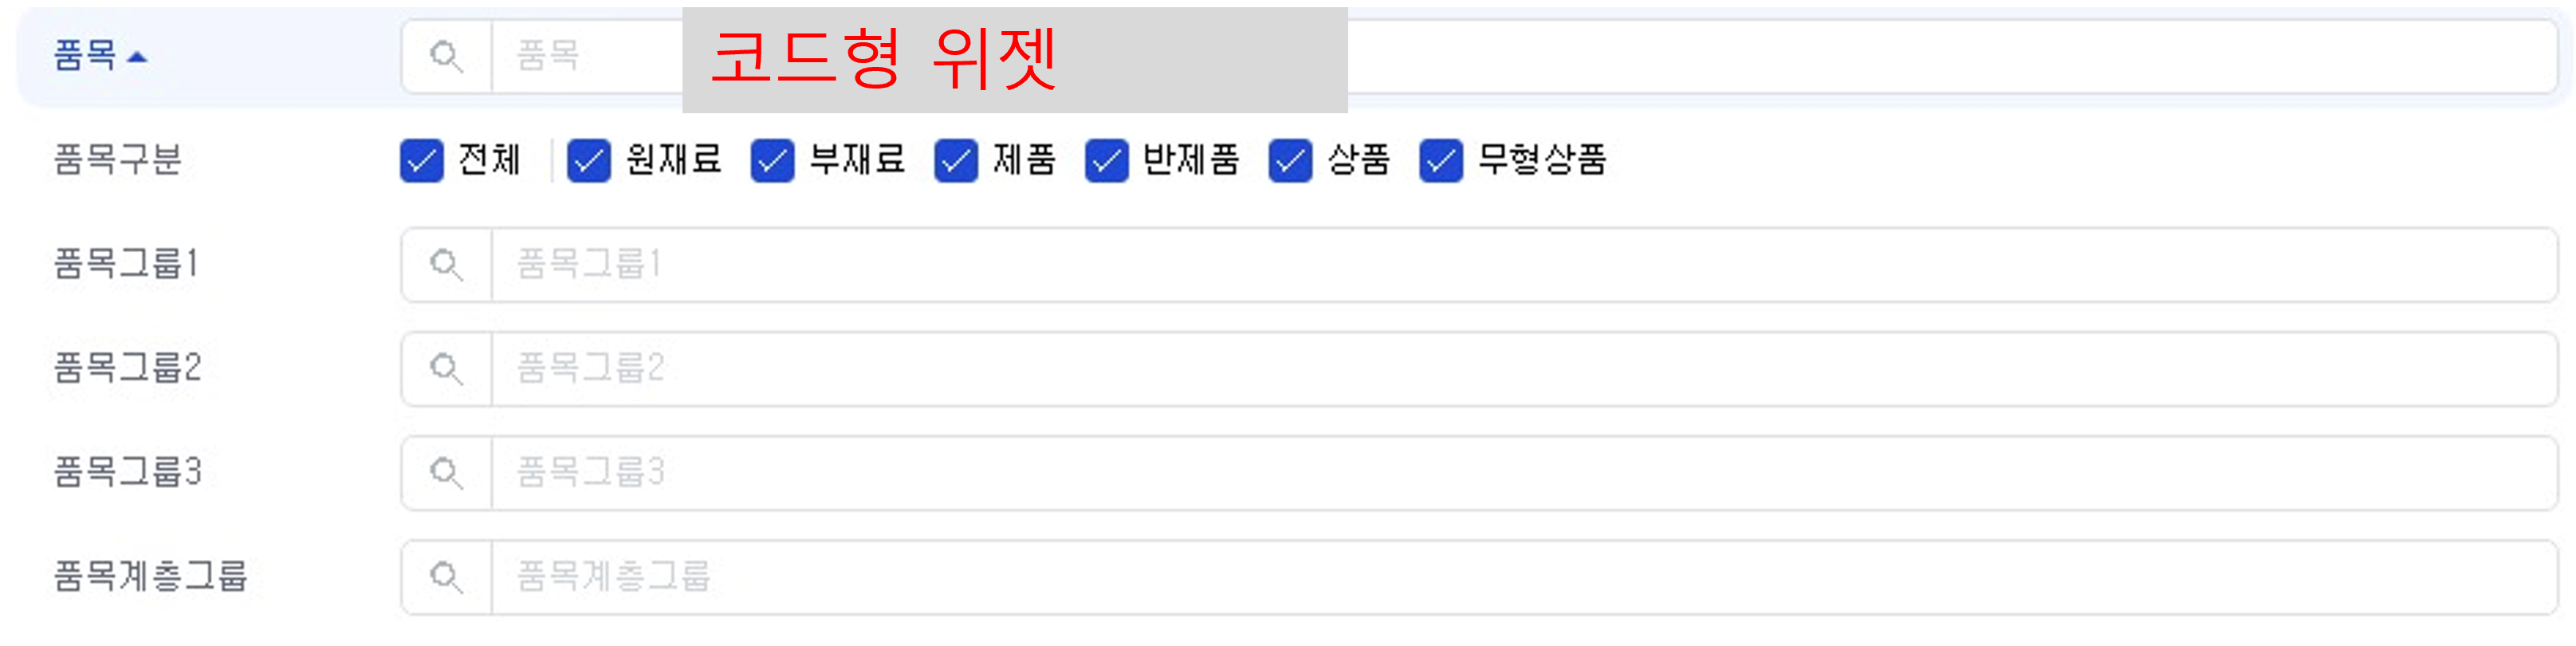 품목 품목 코드형 위젯
품목구분 전체 원재료 부재료 제품 반제품 상품 무형상품
품목그룹1 품목그룹1
품목그룹2 품목그룹2
품목그룹3 품목그룹3
품목계층그룹 품목계층그룹